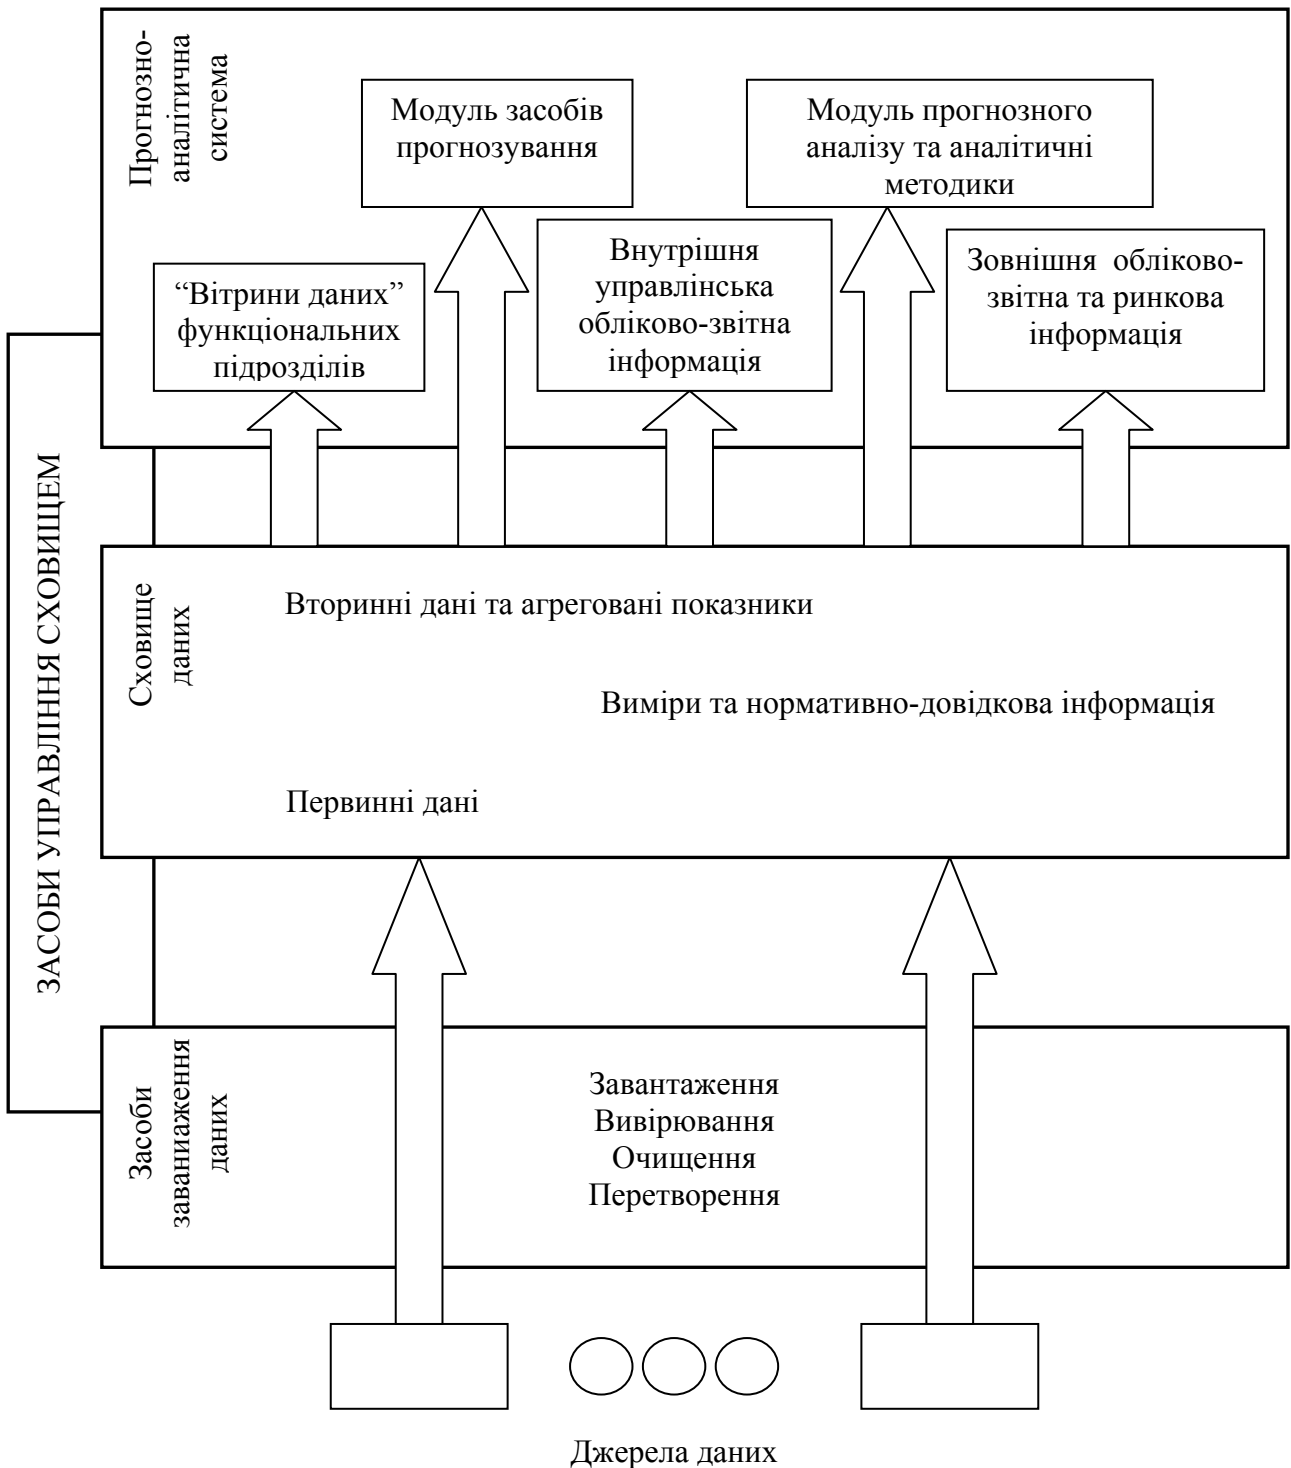 Прогнозно-
аналітична
система
Модуль засобів
прогнозування
Модуль прогнозного
аналізу та аналітичні
методики
“Вітрини даних”
функціональних
підрозділів
Внутрішня
управлінська
обліково-звітна
інформація
Зовнішня обліково-
звітна та ринкова
інформація
ЗАСОБИ УПРАВЛІННЯ СХОВИЩЕМ
Сховище
даних
Вторинні дані та агреговані показники
Виміри та нормативно-довідкова інформація
Первинні дані
Засоби
заваниаження
даних
Завантаження
Вивірювання
Очищення
Перетворення
Джерела даних